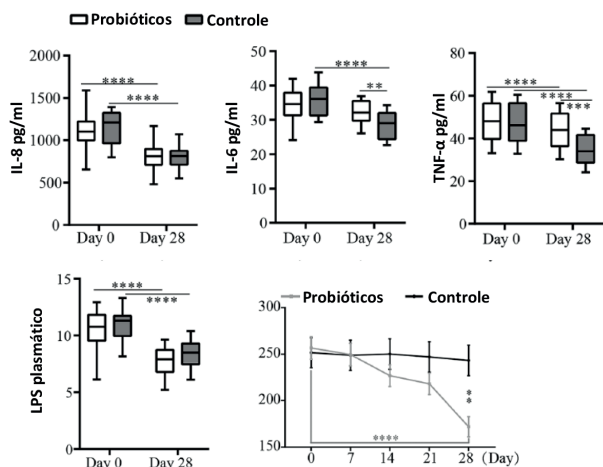 Probióticos
Controle
IL-8 pg/ml
1500
1000
500
0
2000
****
****
Day 0
Day 28
IL-6 pg/ml
60
40
20
0
****
**
Day 0
Day 28
TNF-α pg/ml
80
60
40
20
0
****
****
***
Day 0
Day 28
LPS plasmático
15
10
5
0
****
****
Day 0
Day 28
Probióticos
Controle
300
250
200
150
**
****
0
7
14
21
28
(Day)